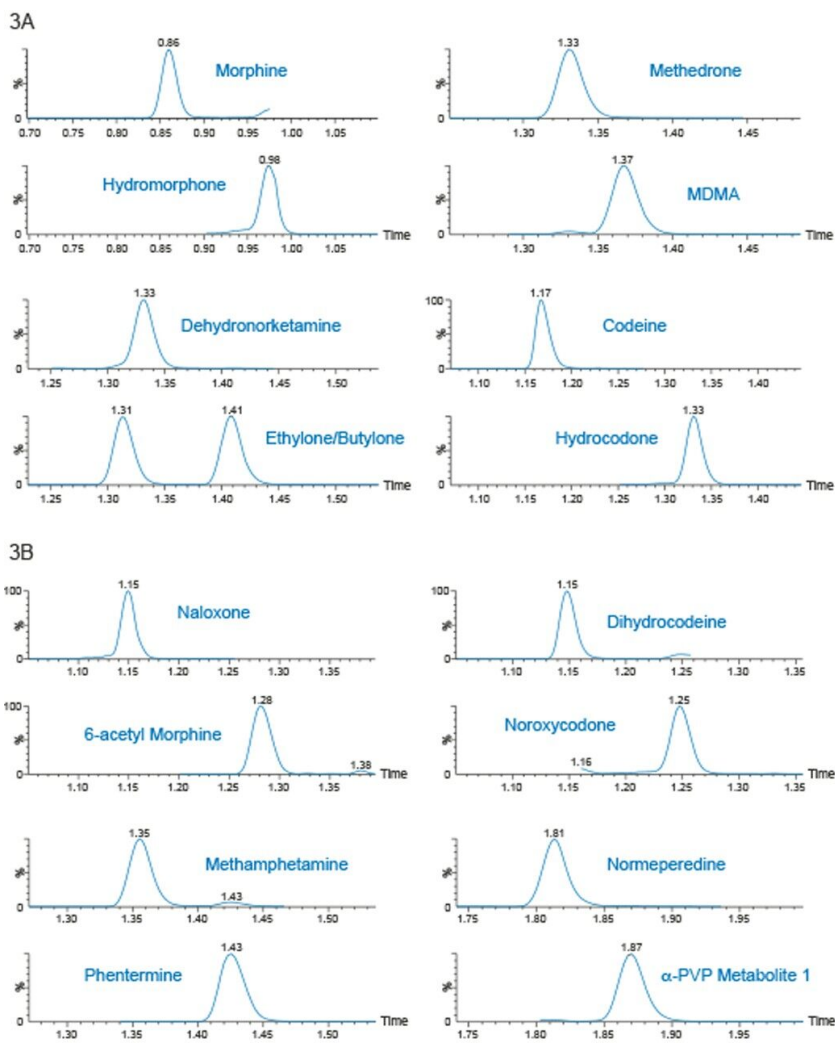 3A
0.86
Morphine
%
0
0.70 0.75 0.80 0.85 0.90 0.95 1.00 1.05
1.33
Methedrone
%
0
1.30 1.35 1.40 1.45
0.98
Hydromorphone
%
0
0.70 0.75 0.80 0.85 0.90 0.95 1.00 1.05
Time
1.37
MDMA
%
0
1.30 1.35 1.40 1.45
1.33
Dehydronorketamine
%
0
1.25 1.30 1.35 1.40 1.45 1.50
1.17
100
Codeine
%
0
1.10 1.15 1.20 1.25 1.30 1.35 1.40
1.31 1.41
Ethylone/Butylone
%
0
1.25 1.30 1.35 1.40 1.45 1.50
Time
1.33
Hydrocodone
%
0
1.10 1.15 1.20 1.25 1.30 1.35 1.40
Time
3B
1.15
100
Naloxone
%
0
1.10 1.15 1.20 1.25 1.30 1.35
1.15
100
Dihydrocodeine
%
0
1.10 1.15 1.20 1.25 1.30 1.35
1.28
100
6-acetyl Morphine
%
1.38
0
1.10 1.15 1.20 1.25 1.30 1.35
Time
1.25
Noroxycodone
%
1.16
0
1.10 1.15 1.20 1.25 1.30 1.35
Time
1.35
Methamphetamine
%
1.43
0
1.30 1.35 1.40 1.45 1.50
1.81
Normeperedine
%
0
1.75 1.80 1.85 1.90 1.95
1.43
Phentermine
%
0
1.30 1.35 1.40 1.45 1.50
Time
1.87
α-PVP Metabolite 1
%
0
1.75 1.80 1.85 1.90 1.95
Time